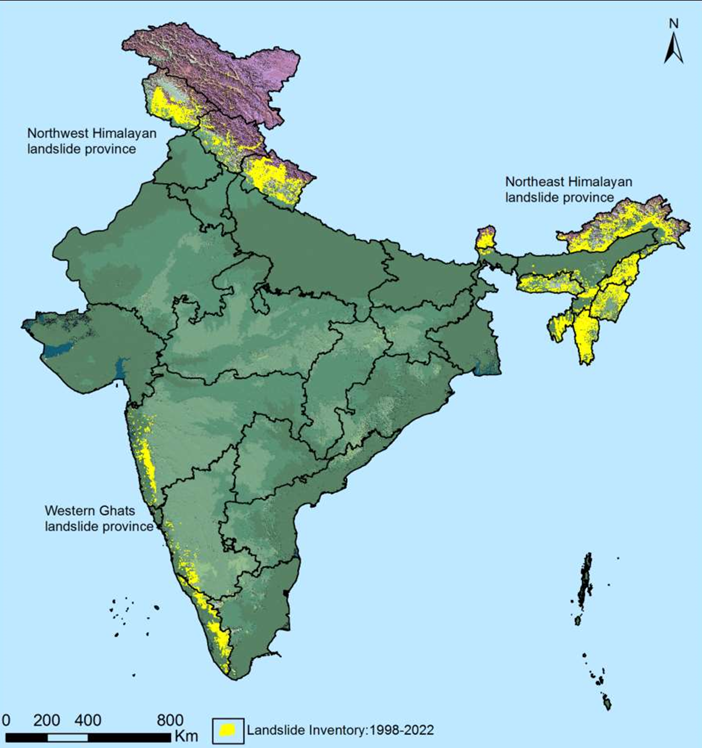 N
Northwest Himalayan
landslide province
Northeast Himalayan
landslide province
Western Ghats
landslide province
0 200 400 800
Km
Landslide Inventory:1998-2022